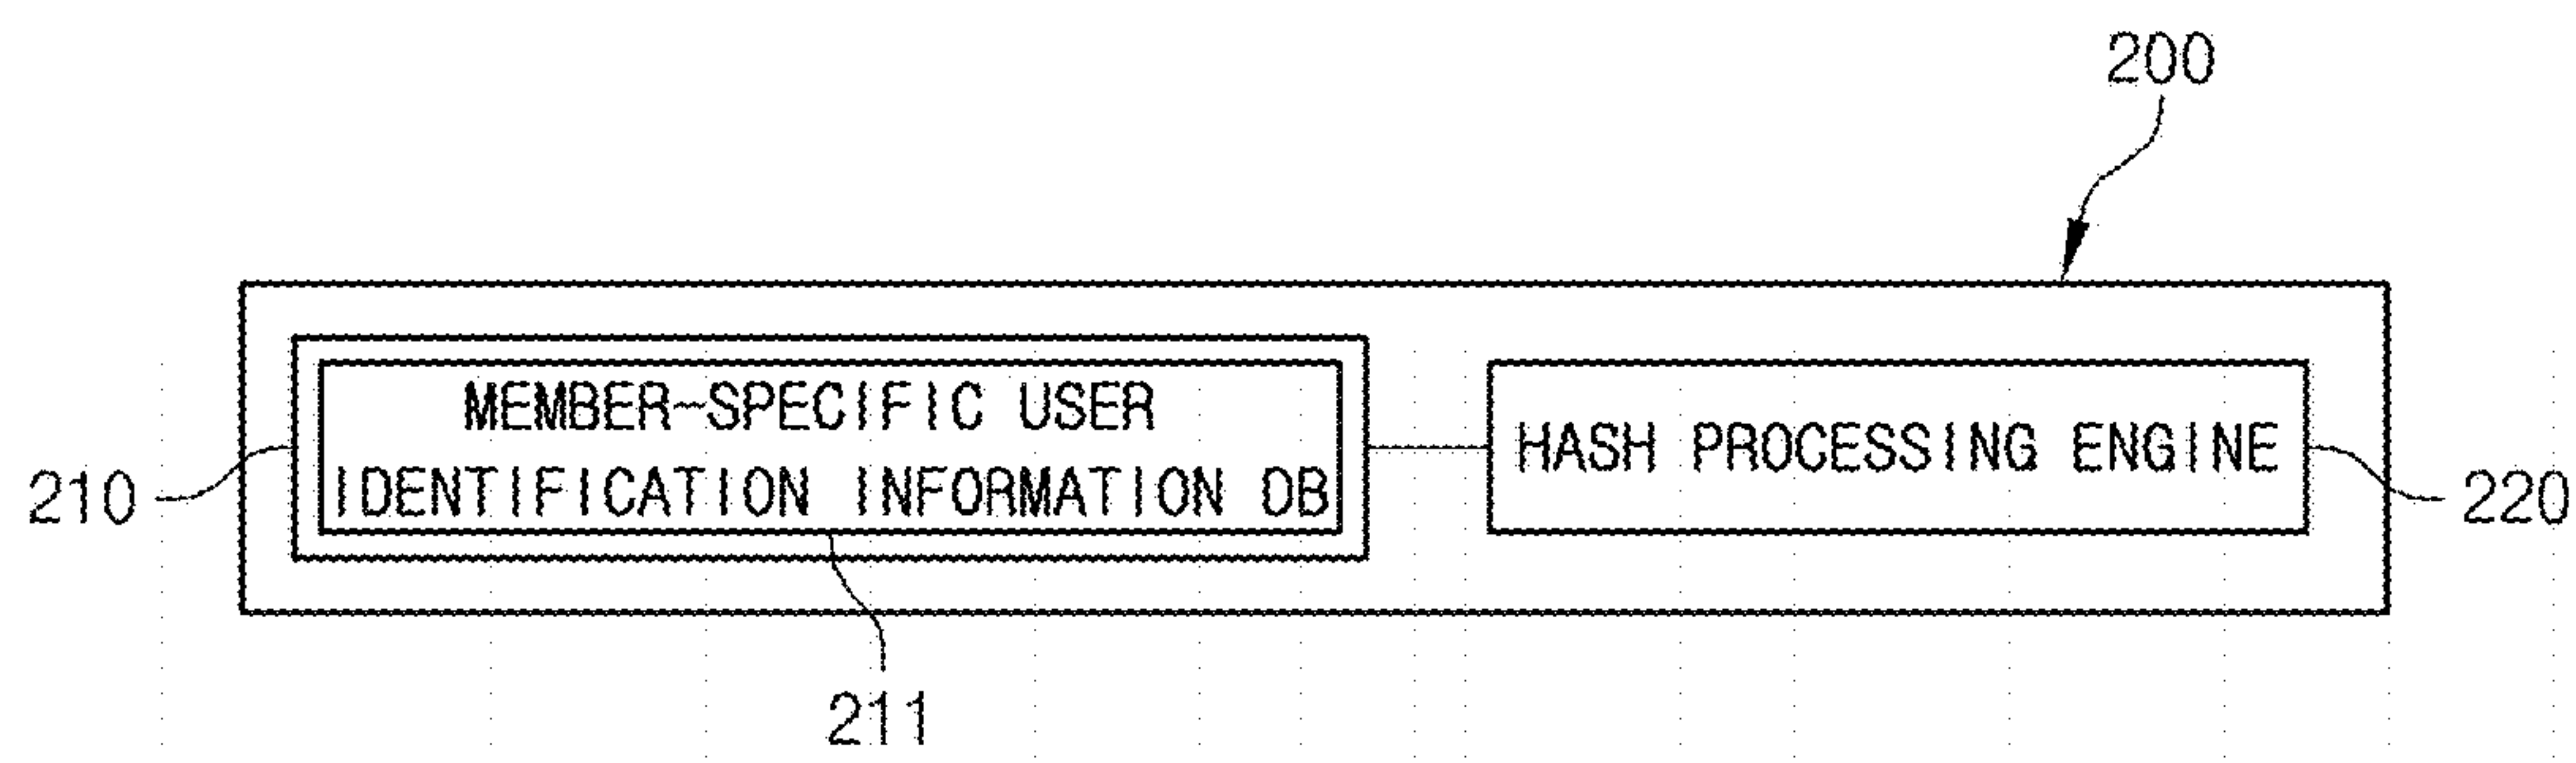 200
MEMBER-SPECIFIC USER
IDENTIFICATION INFORMATION DB
HASH PROCESSING ENGINE
210
220
211